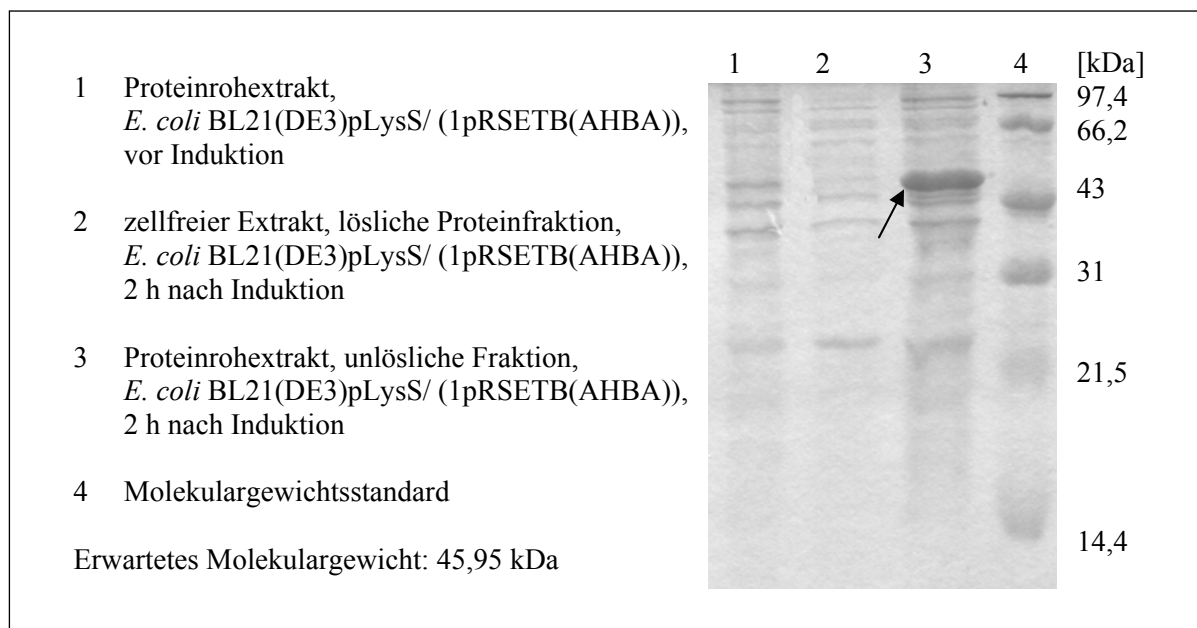 1 Proteinrohextrakt,
E. coli BL21(DE3)pLysS/ (1pRSETB(AHBA)),
vor Induktion
2 zellfreier Extrakt, lösliche Proteinfraktion,
E. coli BL21(DE3)pLysS/ (1pRSETB(AHBA)),
2 h nach Induktion
3 Proteinrohextrakt, unlösliche Fraktion,
E. coli BL21(DE3)pLysS/ (1pRSETB(AHBA)),
2 h nach Induktion
4 Molekulargewichtsstandard
Erwartetes Molekulargewicht: 45,95 kDa
1 2 3 4 [kDa]
97,4
66,2
43
31
21,5
14,4